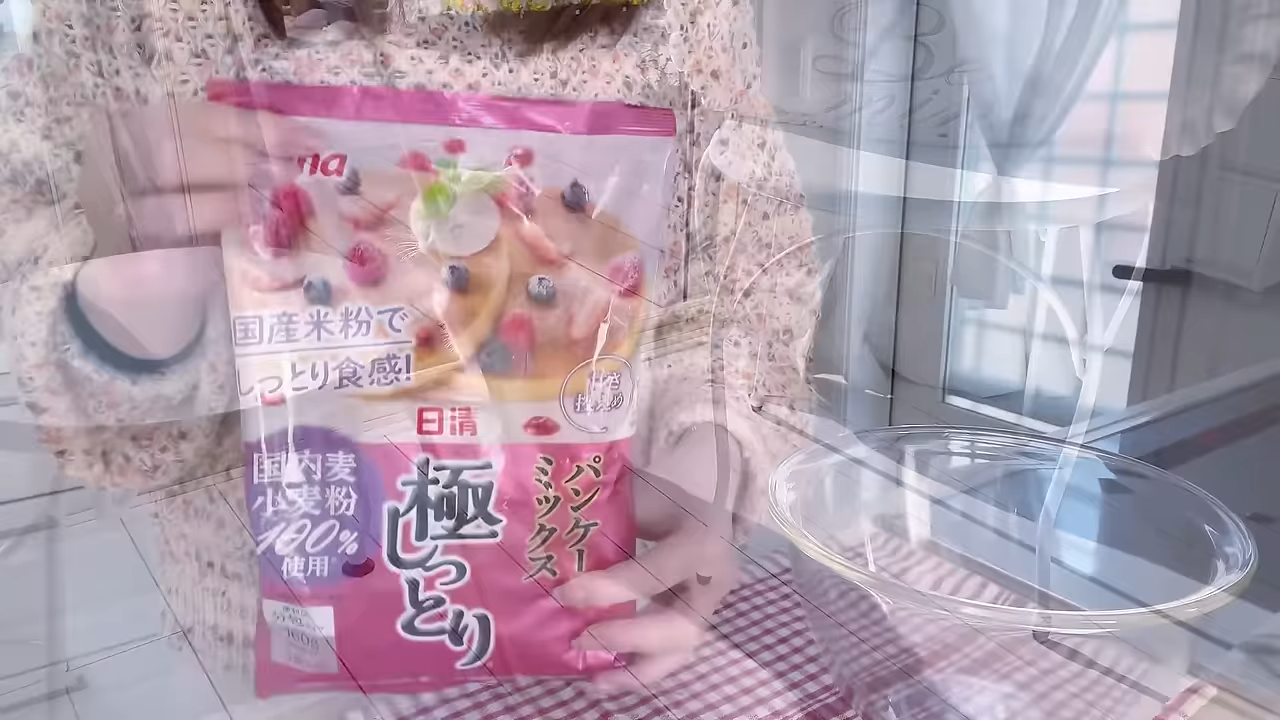 国産米粉で
しっとり食感!
日清
国内麦
小麦粉
100%
使用
極
しっとり
パンケーキ
ミックス